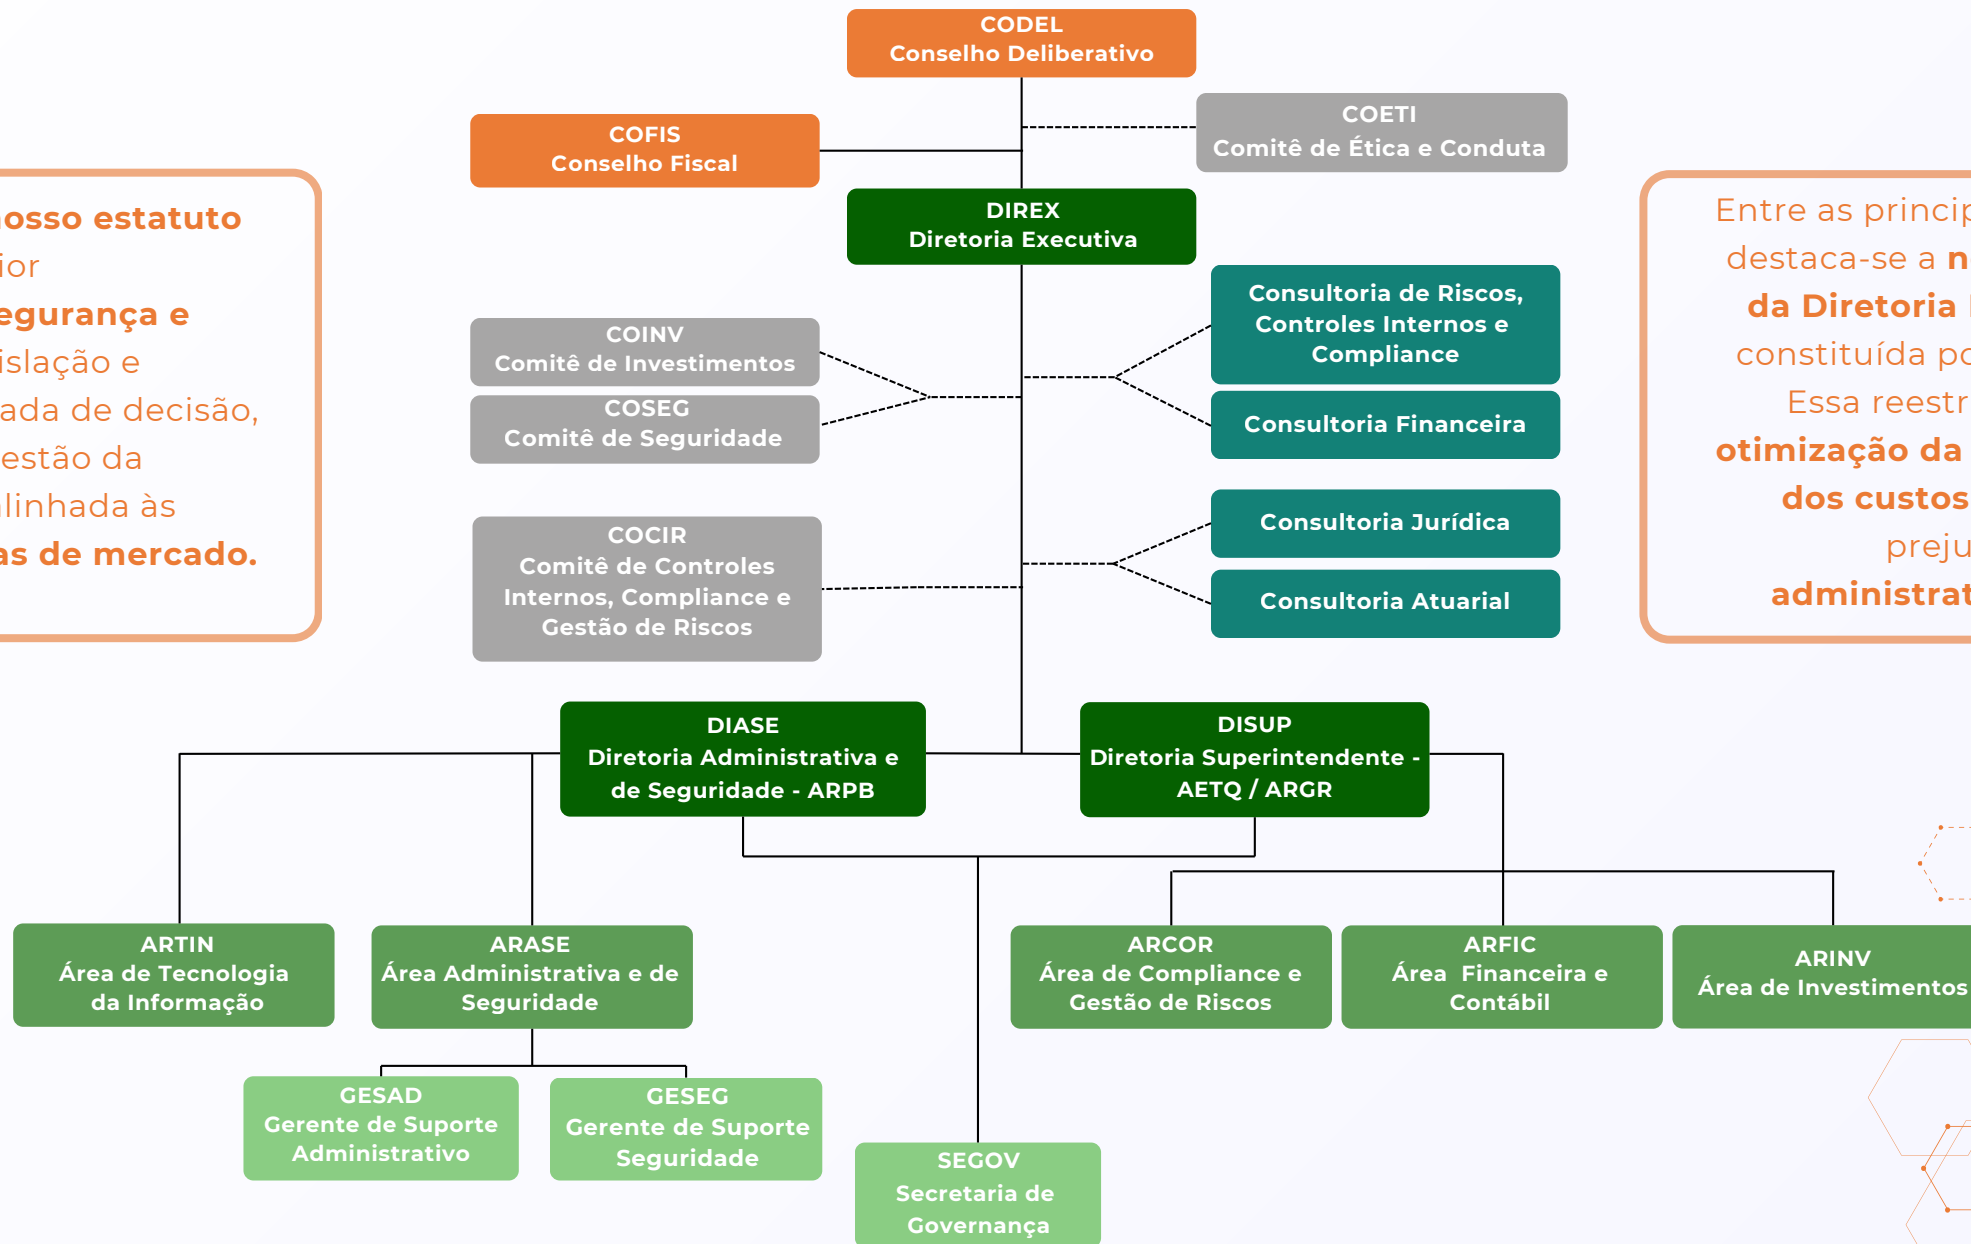 CODEL
Conselho Deliberativo
COETI
Comitê de Ética e Conduta
COFIS
Conselho Fiscal
DIREX
Diretoria Executiva
estatuto
egurança e
islação e
ada de decisão,
estão da
linhada às
as de mercado.
Entre as princip
destaca-se a n
da Diretoria
constituída po
Essa reestr
otimização da
dos custos
preju
administrat
Consultoria de Riscos,
Controles Internos e
Compliance
COINV
Comitê de Investimentos
COSEG
Comitê de Seguridade
Consultoria Financeira
COCIR
Comitê de Controles
Internos, Compliance e
Gestão de Riscos
Consultoria Jurídica
Consultoria Atuarial
DIASE
Diretoria Administrativa e
de Seguridade - ARPB
DISUP
Diretoria Superintendente -
AETQ / ARGR
ARTIN
Área de Tecnologia
da Informação
ARASE
Área Administrativa e de
Seguridade
ARCOR
Área de Compliance e
Gestão de Riscos
ARFIC
Área  Financeira e
Contábil
ARINV
Área de Investimentos
GESAD
Gerente de Suporte
Administrativo
GESEG
Gerente de Suporte
Seguridade
SEGOV
Secretaria de
Governança